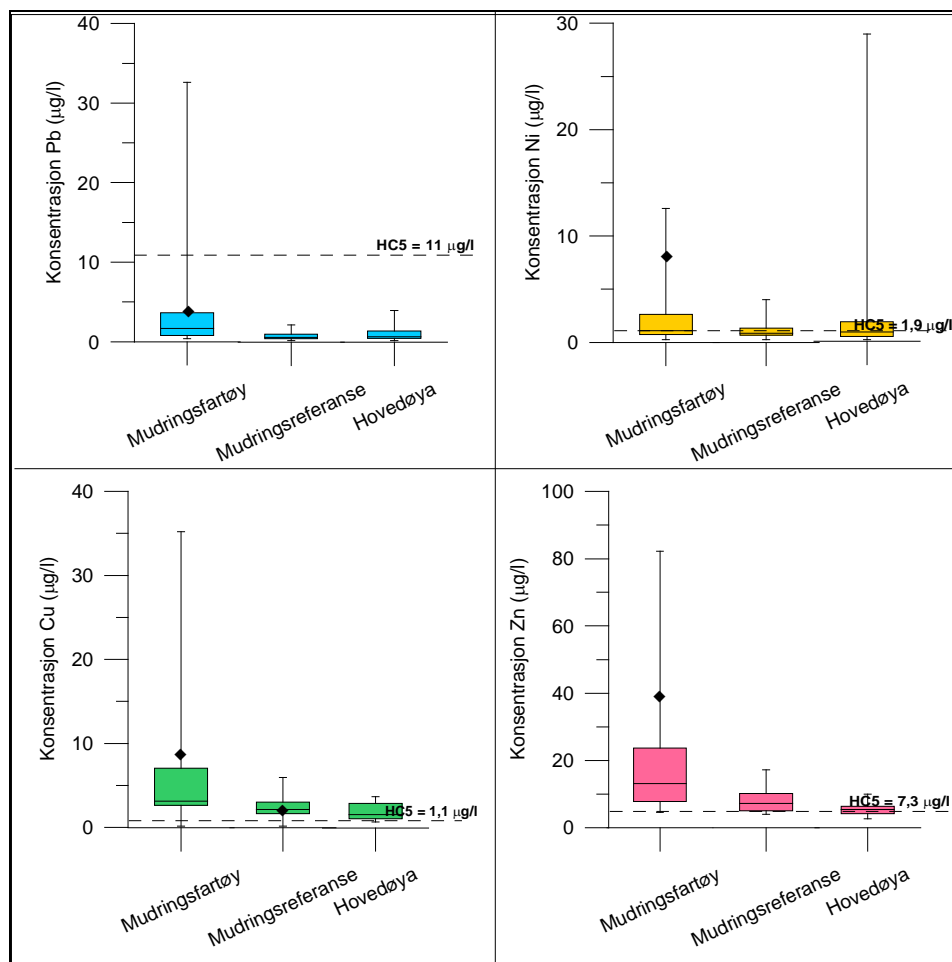 Konsentrasjon Pb (µg/l)
40
30
20
10
0
HC5 = 11 µg/l
Mudringsfartøy
Mudringsreferanse
Hovedøya
Konsentrasjon Ni (µg/l)
30
20
10
0
HC5 = 1,9 µg/l
Mudringsfartøy
Mudringsreferanse
Hovedøya
Konsentrasjon Cu (µg/l)
40
30
20
10
0
HC5 = 1,1 µg/l
Mudringsfartøy
Mudringsreferanse
Hovedøya
Konsentrasjon Zn (µg/l)
100
80
60
40
20
0
HC5 = 7,3 µg/l
Mudringsfartøy
Mudringsreferanse
Hovedøya